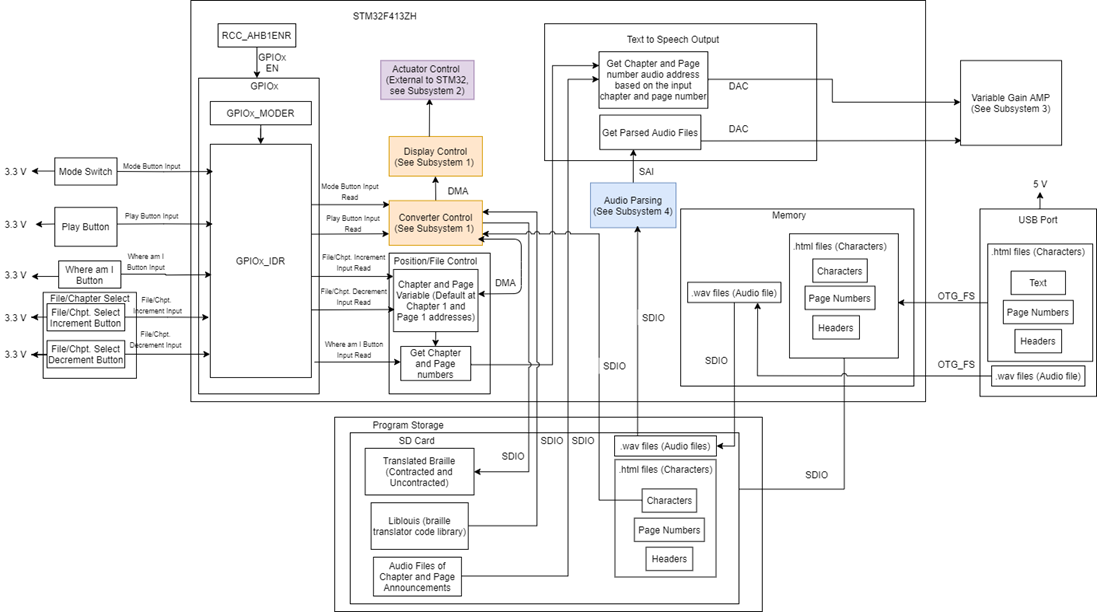 STM32F413ZH
RCC_AHB1ENR
GPIOx
EN
GPIOx
GPIOx_MODER
GPIOx_IDR
3.3 V
Mode Switch
Mode Button Input
3.3 V
Play Button
Play Button Input
3.3 V
Where am I
Button
Where am I
Button Input
File/Chapter Select
3.3 V
File/Chpt. Select
Increment Button
File/Chpt.
Increment Input
3.3 V
File/Chpt. Select
Decrement Button
File/Chpt.
Decrement Input
Mode Button Input
Read
Play Button Input
Read
File/Chpt. Increment
Input Read
File/Chpt. Decrement
Input Read
Where am I Button
Input Read
Actuator Control
(External to STM32,
see Subsystem 2)
Display Control
(See Subsystem 1)
DMA
Converter Control
(See Subsystem 1)
Position/File Control
Chapter and Page
Variable (Default at
Chapter 1 and
Page 1 addresses)
DMA
Get Chapter
and Page
numbers
Text to Speech Output
Get Chapter and Page
number audio address
based on the input
chapter and page number
DAC
Get Parsed Audio Files
DAC
SAI
Audio Parsing
(See Subsystem 4)
Variable Gain AMP
(See Subsystem 3)
Memory
.html files (Characters)
Characters
Page Numbers
Headers
.wav files (Audio file)
SDIO
SDIO
SDIO
5 V
USB Port
.html files (Characters)
Text
Page Numbers
Headers
.wav files (Audio file)
OTG_FS
OTG_FS
Program Storage
SD Card
SDIO
SDIO
SDIO
SDIO
Translated Braille
(Contracted and
Uncontracted)
Liblouis (braille
translator code library)
Audio Files of
Chapter and Page
Announcements
.wav files (Audio files)
.html files (Characters)
Characters
Page Numbers
Headers